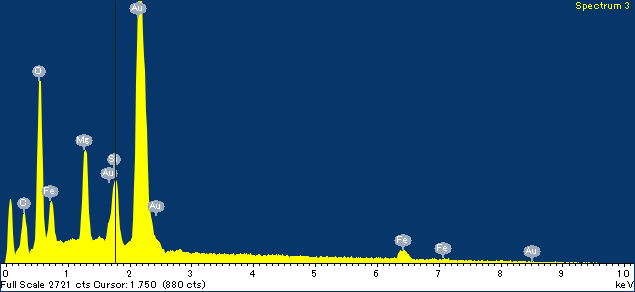 Spectrum 3
Au
O
Mg
Si
Fe
Au
C
Au
Fe
Fe
Au
0 1 2 3 4 5 6 7 8 9 10
Full Scale 2721 cts Cursor: 1.750 (880 cts) keV